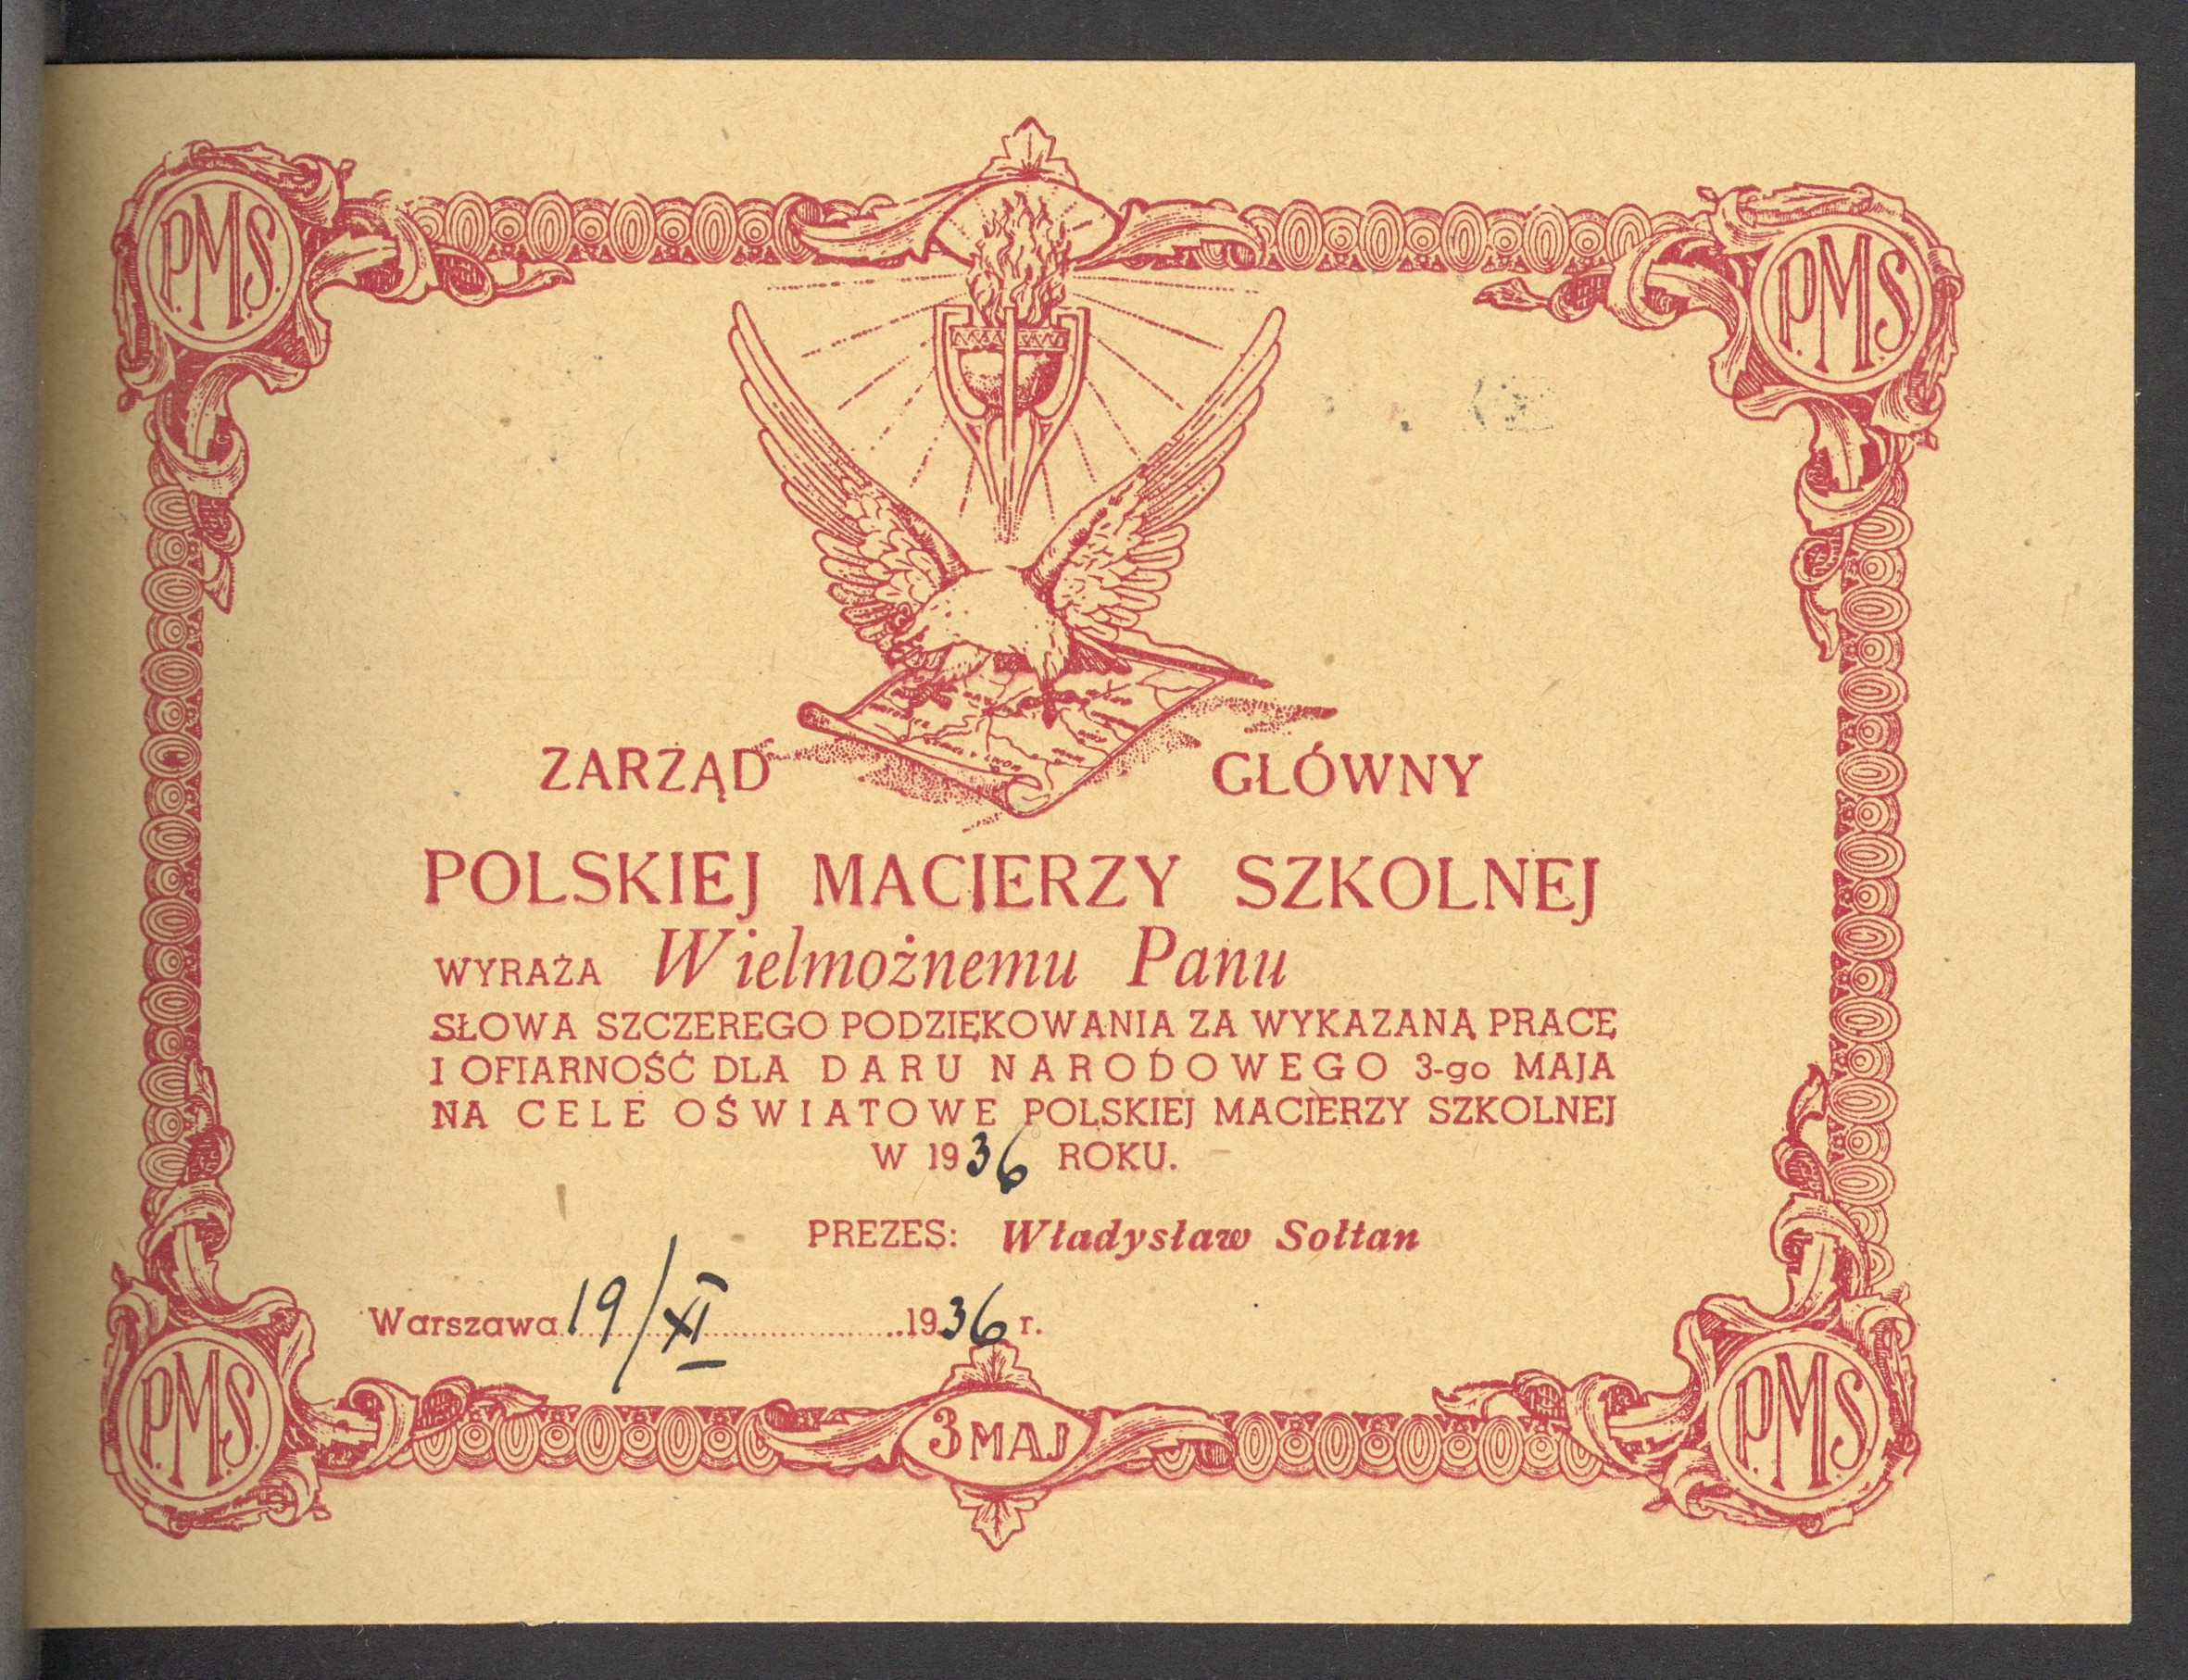 P.M.S.
P.M.S.
ZARZĄD GŁÓWNY
POLSKIEJ MACIERZY SZKOLNEJ
WYRAŻA Wielmożnemu Panu
SŁOWA SZCZEREGO PODZIĘKOWANIA ZA WYKAZANĄ PRACĘ
I OFIARNOŚĆ DLA DARU NARODOWEGO 3-go MAJA
NA CELE OŚWIATOWE POLSKIEJ MACIERZY SZKOLNEJ
W 1936 ROKU.
PREZES: Władysław Sołtan
Warszawa 19/XI 1936 r.
P.M.S.
3 MAJ
P.M.S.